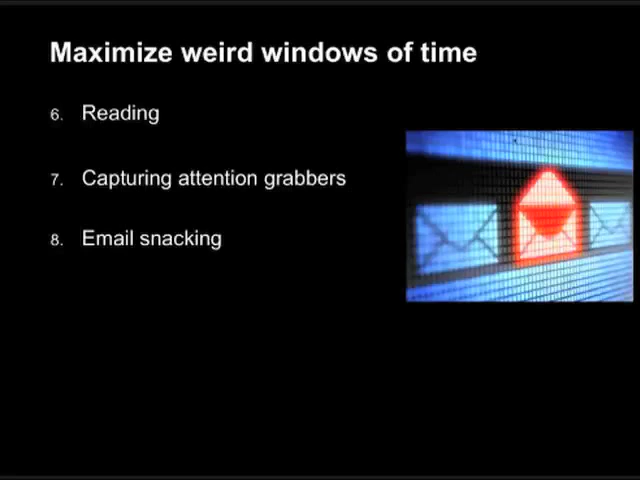 Maximize weird windows of time
6. Reading
7. Capturing attention grabbers
8. Email snacking